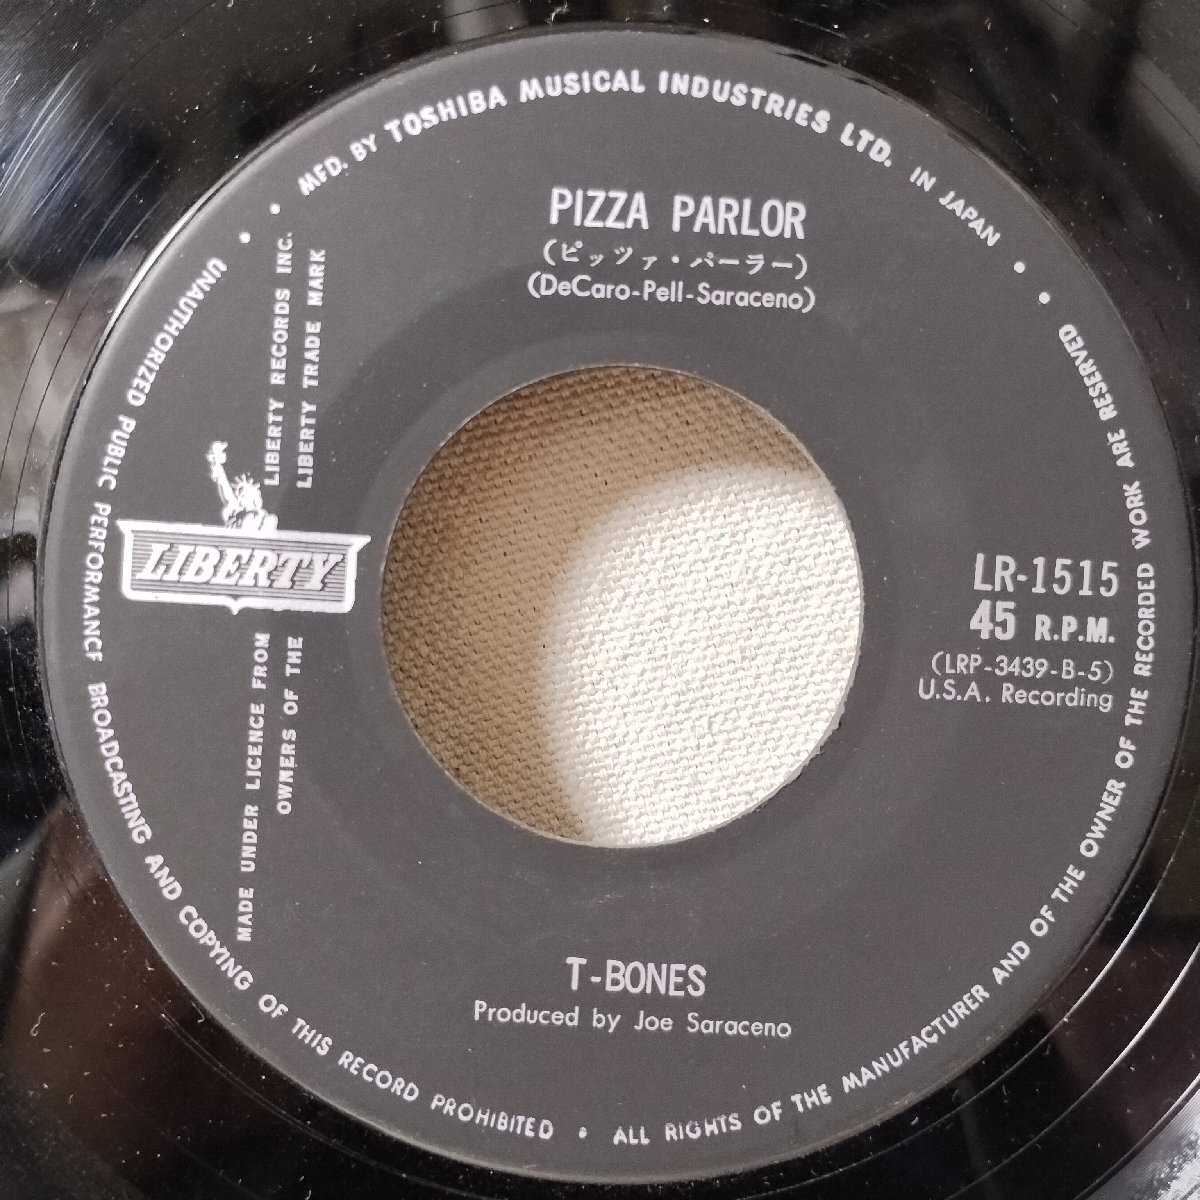 MFD. BY TOSHIBA MUSICAL INDUSTRIES LTD. IN JAPAN
PIZZA PARLOR
(ピッツァ・パーラー)
(DeCaro-Pell-Saraceno)
LIBERTY RECORDS INC.
LIBERTY TRADE MARK
LIBERTY
MADE UNDER LICENCE FROM
OWNERS OF THE
LR-1515
45 R.P.M.
(LRP-3439-B-5)
U.S.A. Recording
T-BONES
Produced by Joe Saraceno
UNAUTHORIZED PUBLIC PERFORMANCE BROADCASTING AND COPYING OF THIS RECORD PROHIBITED • ALL RIGHTS OF THE MANUFACTURER AND OF THE OWNER OF THE RECORDED WORK ARE RESERVED